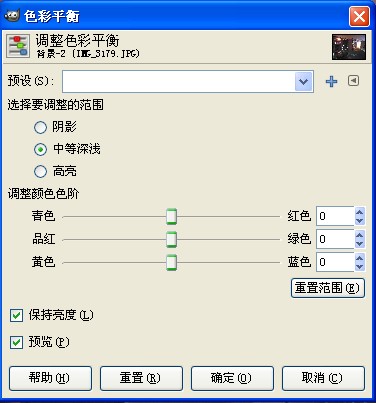 色彩平衡
调整色彩平衡
背景-2 (IMG_3179.JPG)
预设(S):
选择要调整的范围
阴影
中等深浅
高亮
调整颜色色阶
青色 红色 0
品红 绿色 0
黄色 蓝色 0
重置范围(E)
保持亮度(L)
预览(P)
帮助(H) 重置(R) 确定(O) 取消(C)